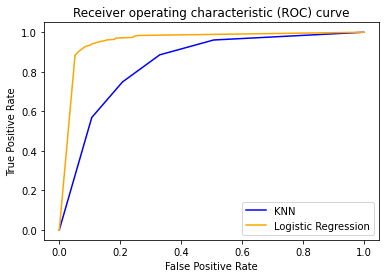 Receiver operating characteristic (ROC) curve
True Positive Rate
1.0
0.8
0.6
0.4
0.2
0.0
KNN
Logistic Regression
0.0 0.2 0.4 0.6 0.8 1.0
False Positive Rate